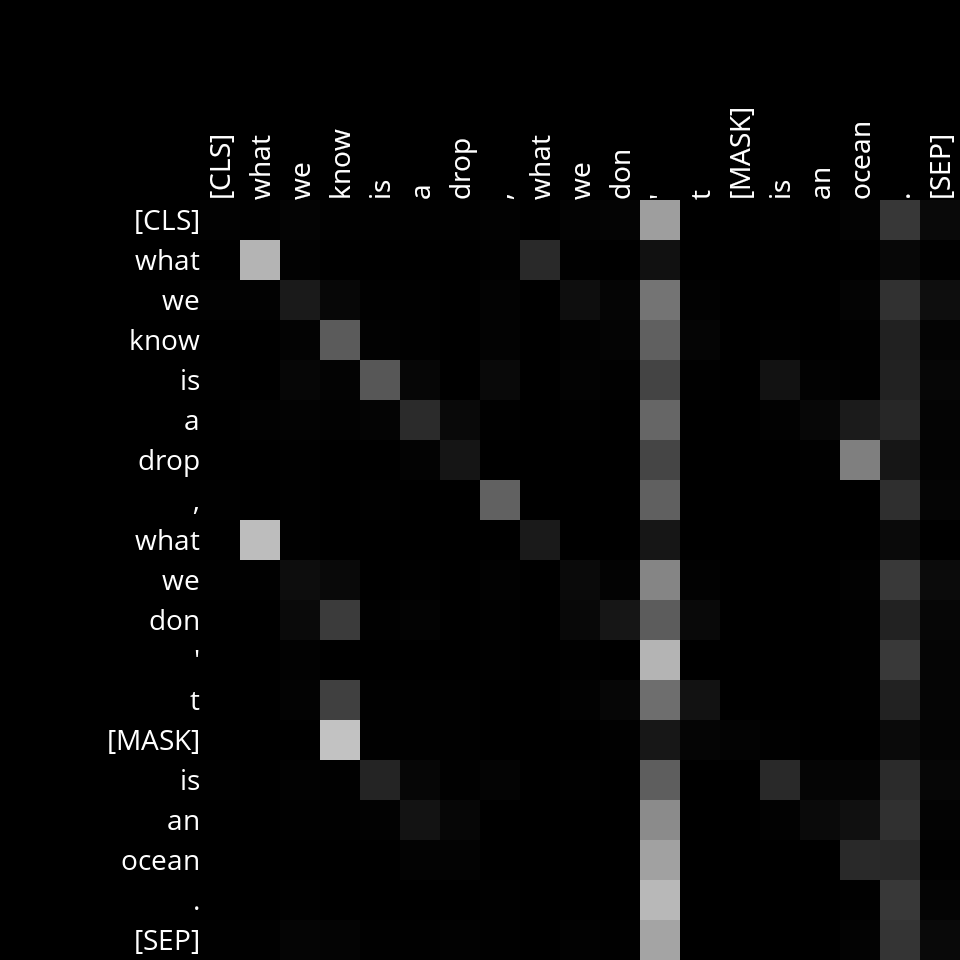 [CLS] what we know is a drop , what we don ' t [MASK] is an ocean . [SEP]
[CLS]
what
we
know
is
a
drop
,
what
we
don
'
t
[MASK]
is
an
ocean
.
[SEP]